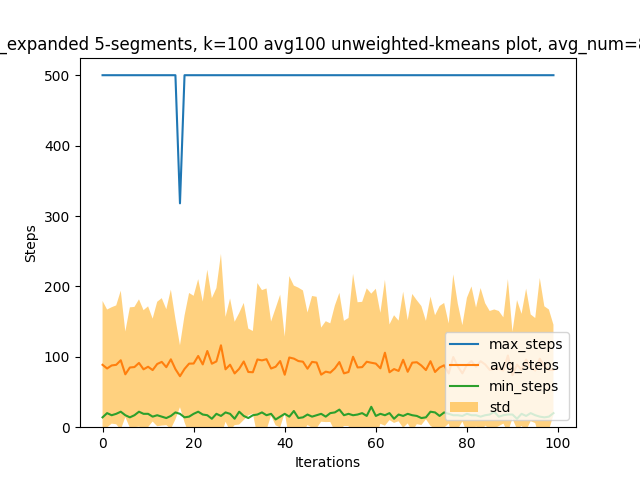 _expanded 5-segments, k=100 avg100 unweighted-kmeans plot, avg_num=8
500
400
300
200
100
0
Steps
0 20 40 60 80 100
Iterations
max_steps
avg_steps
min_steps
std